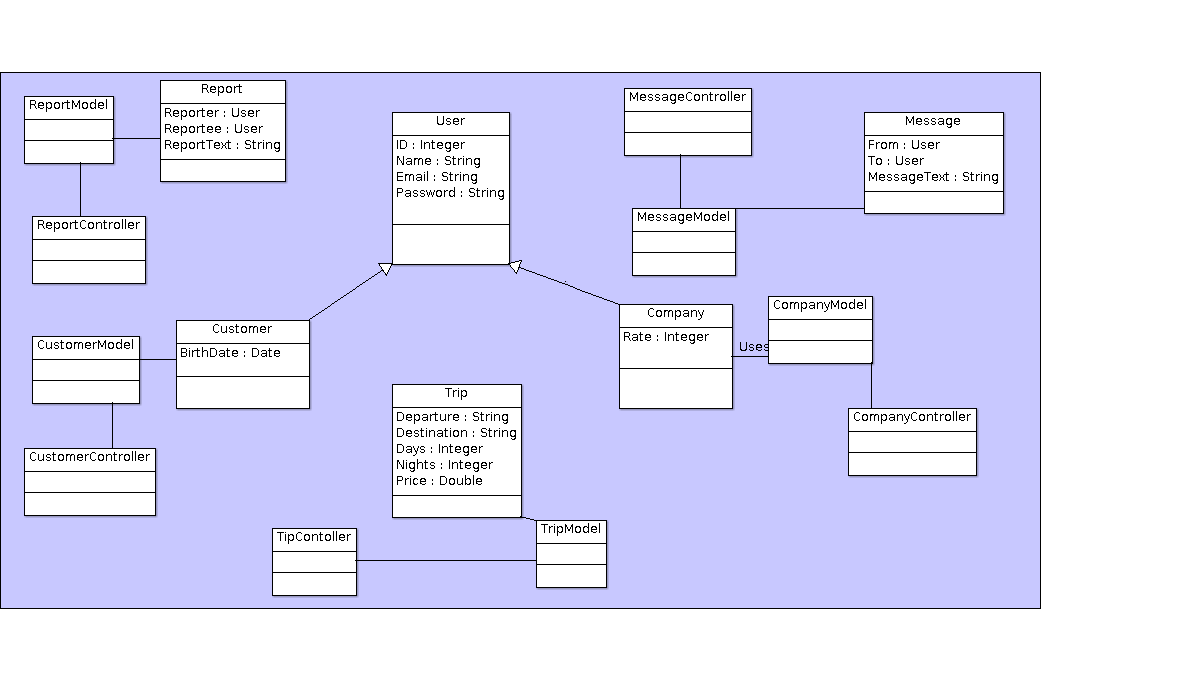 ReportModel
Report
Reporter : User
Reportee : User
ReportText : String
ReportController
User
ID : Integer
Name : String
Email : String
Password : String
MessageController
Message
From : User
To : User
MessageText : String
MessageModel
Customer
BirthDate : Date
CustomerModel
CustomerController
Company
Rate : Integer
Uses
CompanyModel
CompanyController
Trip
Departure : String
Destination : String
Days : Integer
Nights : Integer
Price : Double
TipContoller
TripModel